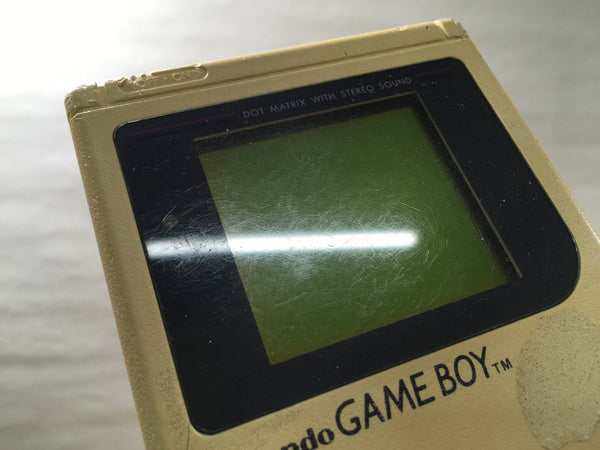 DOT MATRIX WITH STEREO SOUND
ndo GAME BOY™